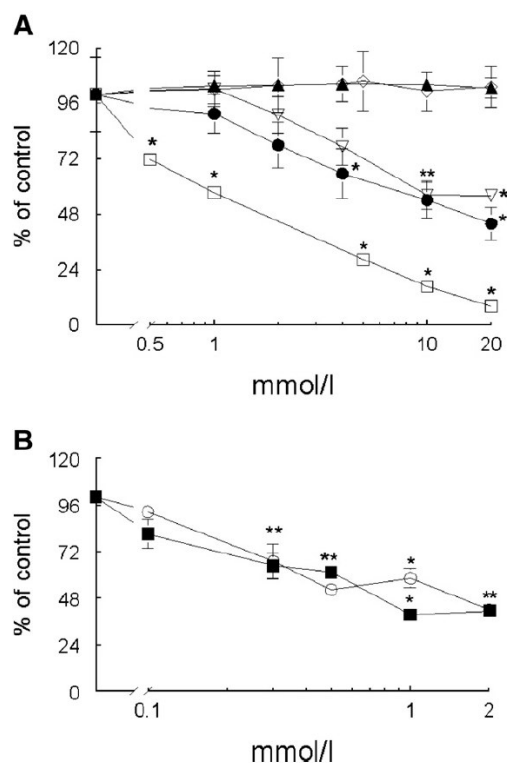 A
120
96
72
48
24
0
% of control
* * * * * * * ** * *
0.5 1 10 20
mmol/l
B
120
96
72
48
24
0
% of control
** ** * * **
0.1 1 2
mmol/l